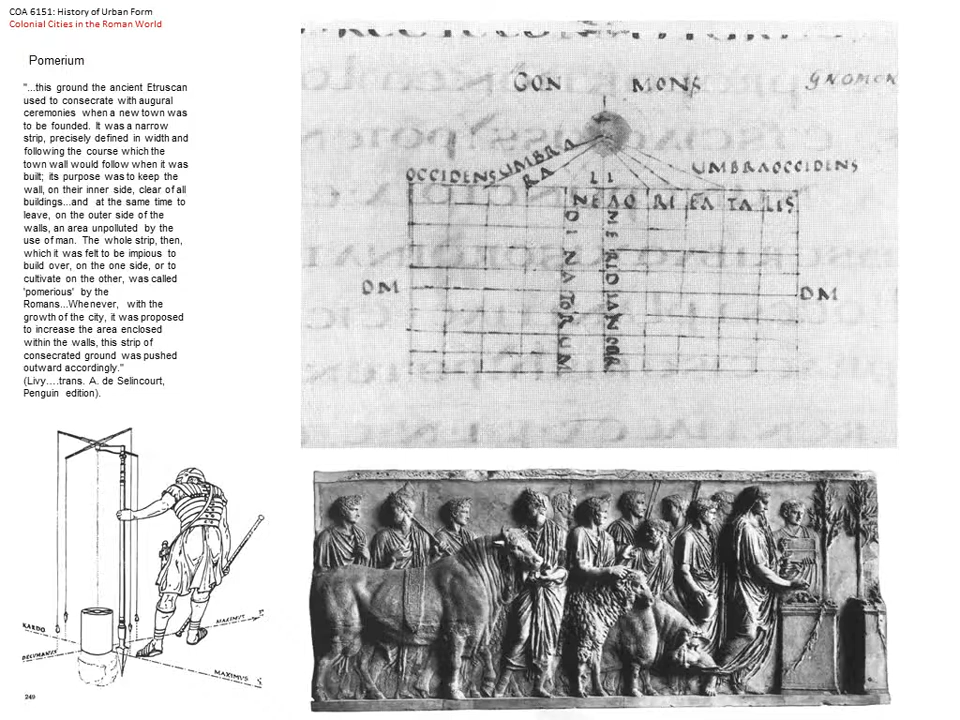 COA 6151: History of Urban Form
Colonial Cities in the Roman World
Pomerium
"...this ground the ancient Etruscan
used to consecrate with augural
ceremonies when a new town was
to be founded. It was a narrow
strip, precisely defined in width and
following the course which the
town wall would follow when it was
built; its purpose was to keep the
wall, on their inner side, clear of all
buildings...and at the same time to
leave, on the outer side of the
walls, an area unpolluted by the
use of man. The whole strip, then,
which it was felt to be impious to
build over, on the one side, or to
cultivate on the other, was called
'pomerious' by the
Romans...Whenever, with the
growth of the city, it was proposed
to increase the area enclosed
within the walls, this strip of
consecrated ground was pushed
outward accordingly."
(Livy....trans. A. de Selincourt,
Penguin edition).
KARDO
MAXIMUS
DECUMANUS
MAXIMUS
249
GON MONS GNOMON
OCCIDENS UMBRA
RA
UMBRAOCCIDENS
DM
DM